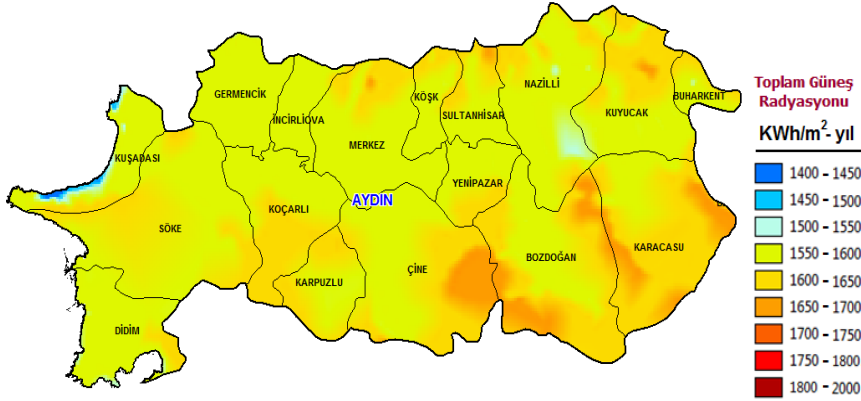 GERMENCİK
İNCİRLİOVA
MERKEZ
KÖŞK
SULTANHİSAR
NAZİLLİ
KUYUCAK
BUHARKENT
KUŞADASI
SÖKE
KOÇARLI
AYDIN
YENİPAZAR
KARPUZLU
ÇİNE
BOZDOĞAN
KARACASU
DİDİM
Toplam Güneş
Radyasyonu
KWh/m²- yıl
1400 - 1450
1450 - 1500
1500 - 1550
1550 - 1600
1600 - 1650
1650 - 1700
1700 - 1750
1750 - 1800
1800 - 2000